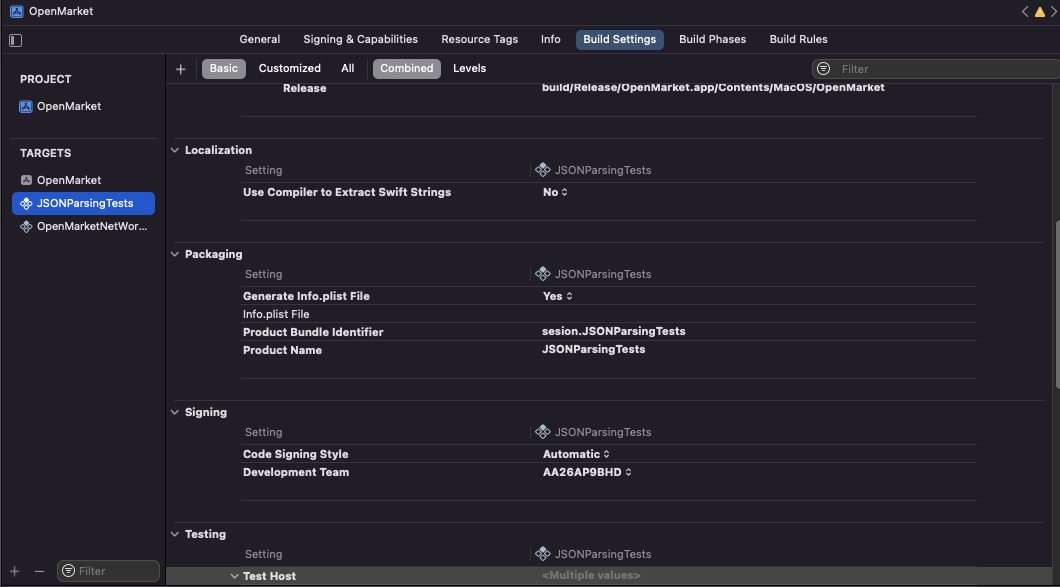 OpenMarket
General Signing & Capabilities Resource Tags Info Build Settings Build Phases Build Rules
Basic Customized All Combined Levels Filter
PROJECT
OpenMarket
TARGETS
OpenMarket
JSONParsingTests
OpenMarketNetWor...
Filter
Release build/Release/OpenMarket.app/Contents/MacOS/OpenMarket
Localization
Setting JSONParsingTests
Use Compiler to Extract Swift Strings No
Packaging
Setting JSONParsingTests
Generate Info.plist File Yes
Info.plist File
Product Bundle Identifier sesion.JSONParsingTests
Product Name JSONParsingTests
Signing
Setting JSONParsingTests
Code Signing Style Automatic
Development Team AA26AP9BHD
Testing
Setting JSONParsingTests
Test Host <Multiple values>